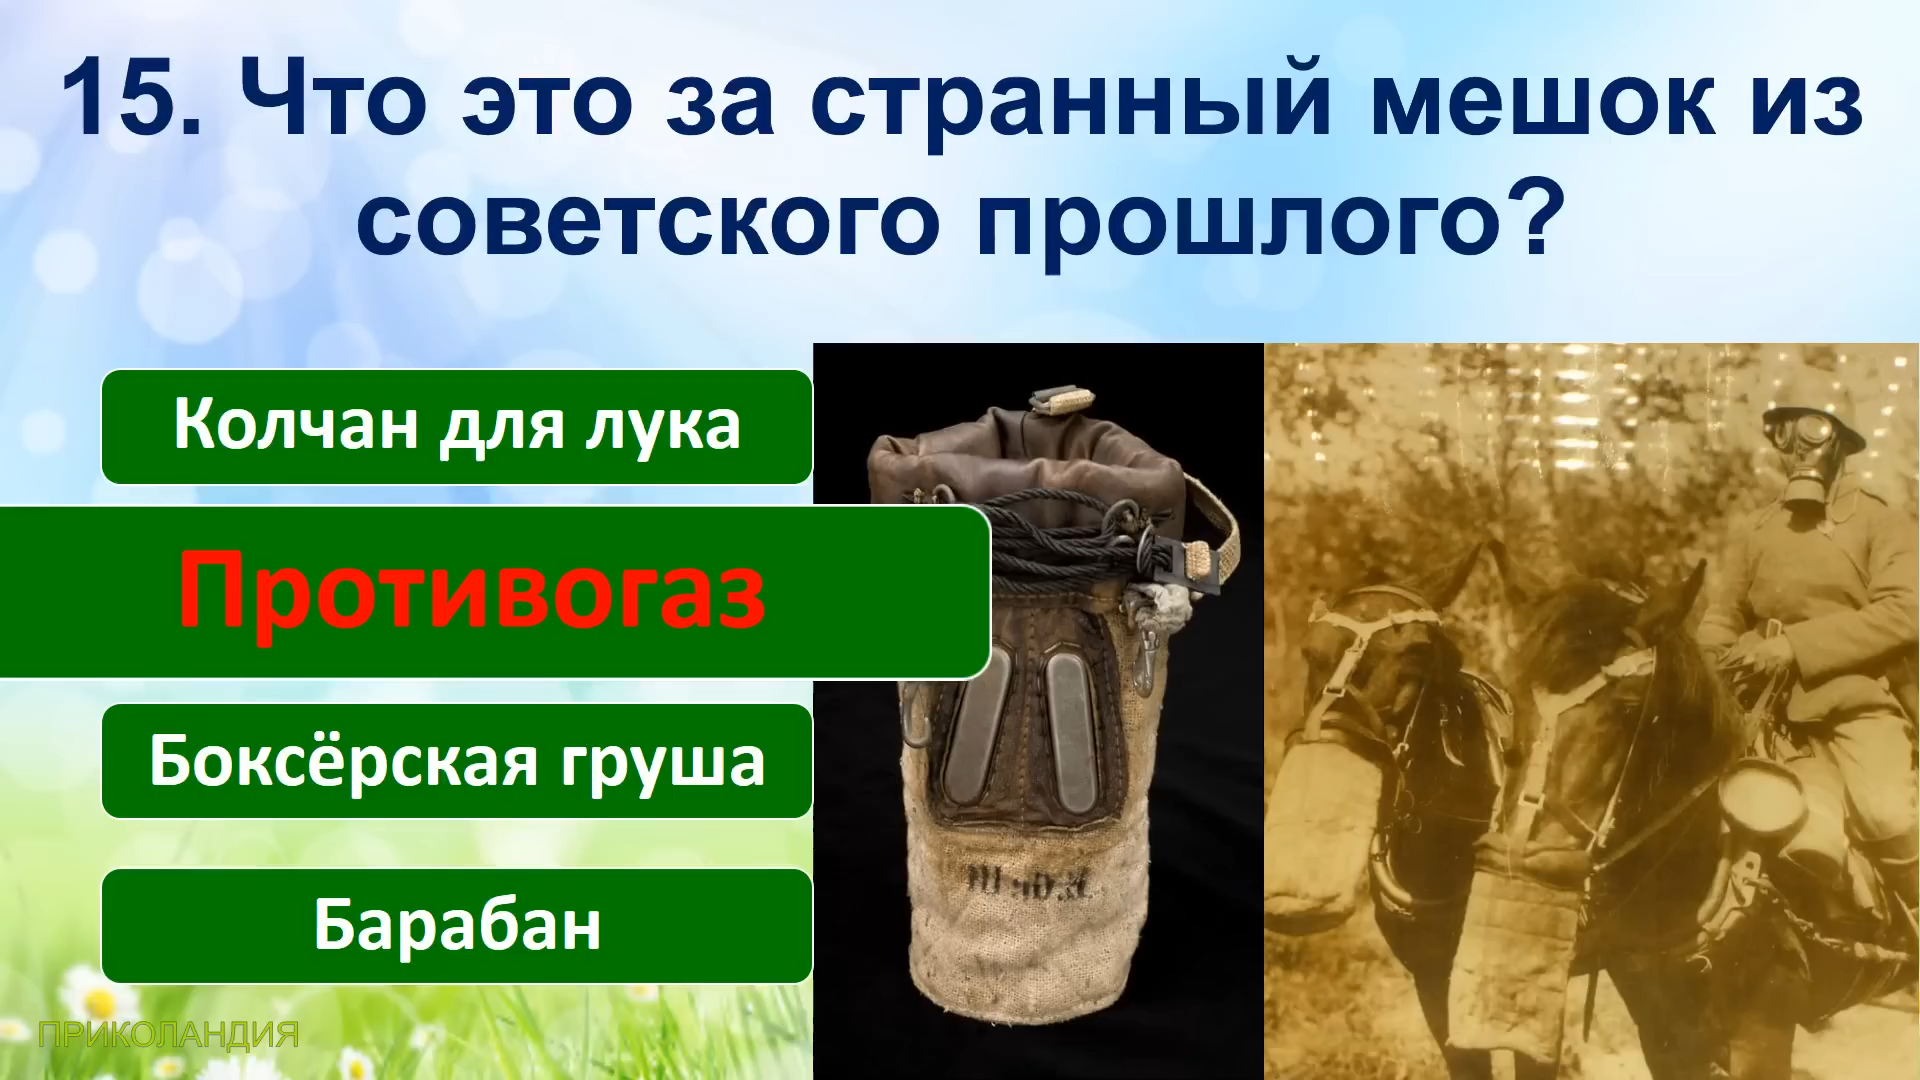 15. Что это за странный мешок из
советского прошлого?
Колчан для лука
Противогаз
Боксёрская груша
Барабан
ПРИКОЛАНДИЯ